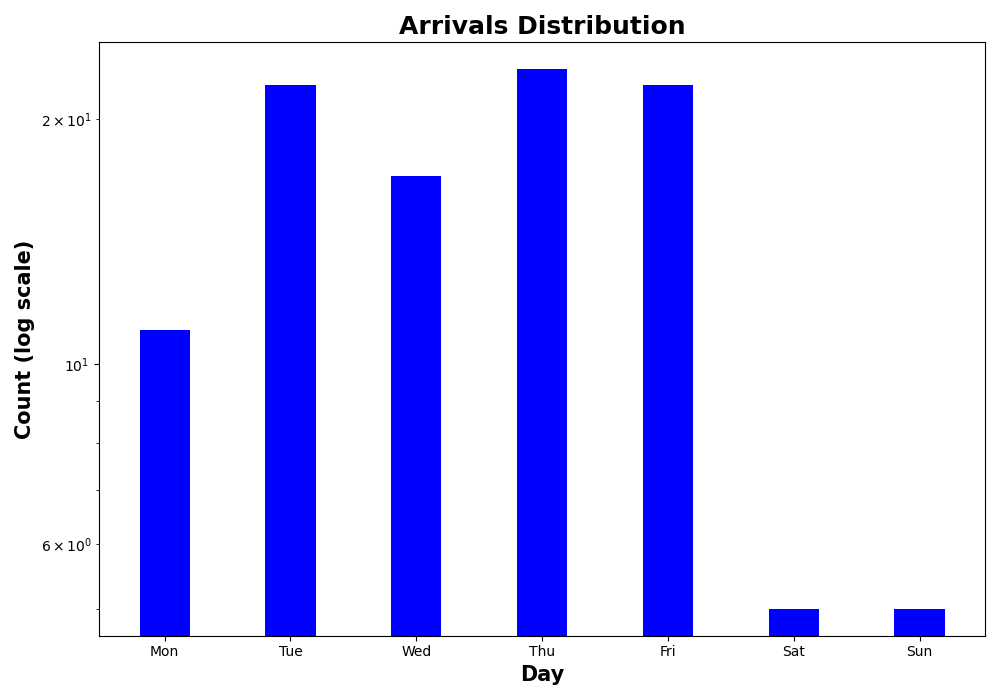 Arrivals Distribution
Count (log scale)
2 × 10¹
10¹
6 × 10⁰
Mon Tue Wed Thu Fri Sat Sun
Day